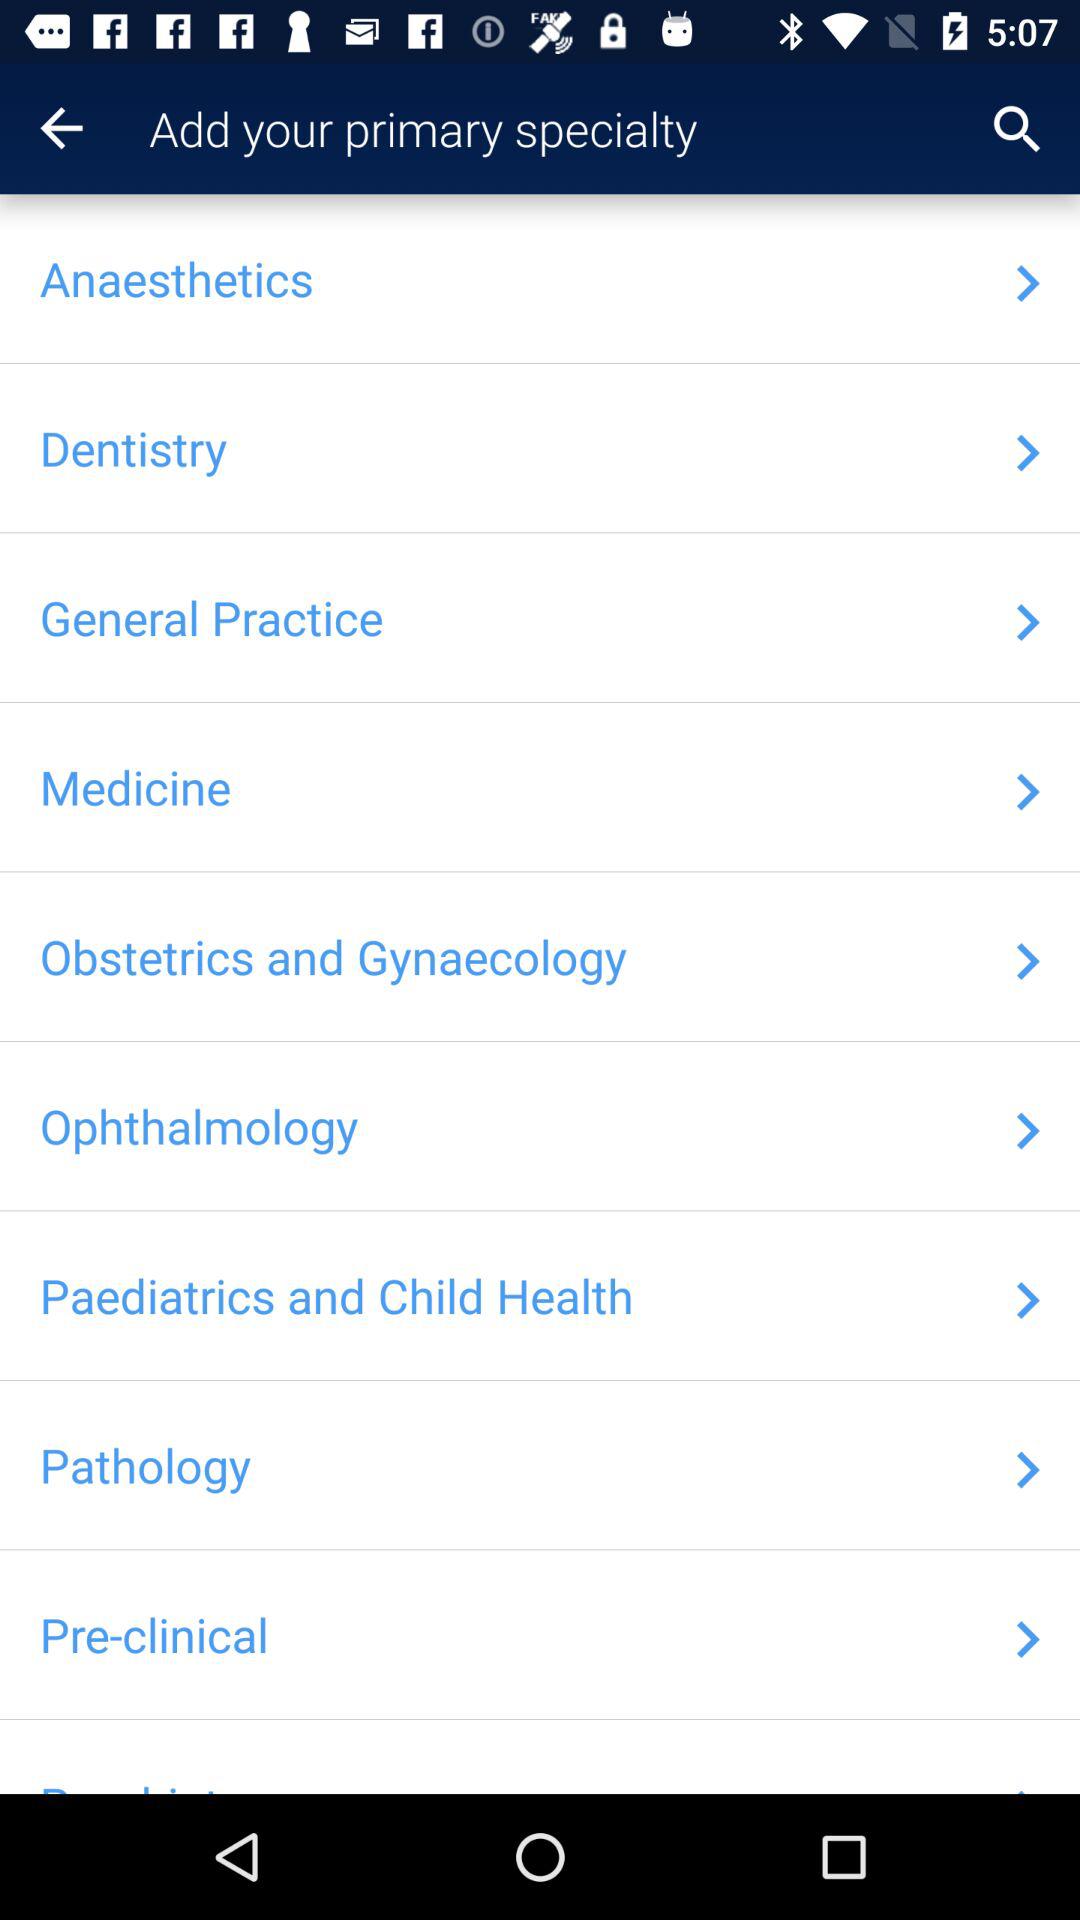 FAKE
5:07
Add your primary specialty
Anaesthetics
Dentistry
General Practice
Medicine
Obstetrics and Gynaecology
Ophthalmology
Paediatrics and Child Health
Pathology
Pre-clinical